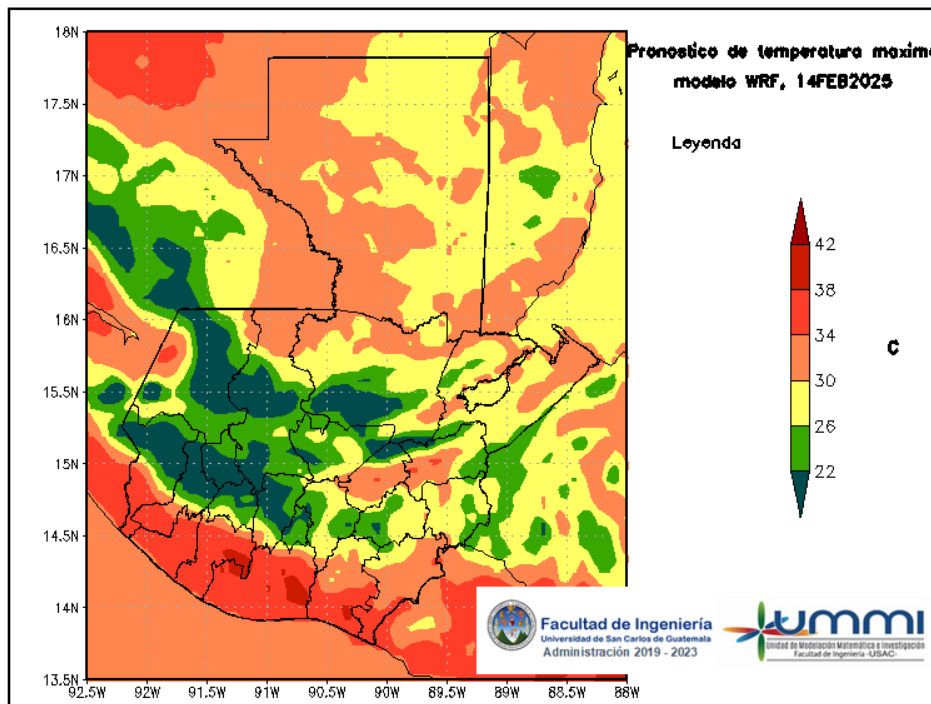 Pronostico de temperatura maxima
modelo WRF, 14FEB2025
Leyenda
18N
17.5N
17N
16.5N
16N
15.5N
15N
14.5N
14N
13.5N
92.5W
92W
91.5W
91W
90.5W
90W
89.5W
89W
88.5W
88W
42
38
34
30
26
22
C
Facultad de Ingeniería
Universidad de San Carlos de Guatemala
Administración 2019 - 2023
ummi
Unidad de Modelación Matemática e Investigación
Facultad de Ingeniería -USAC-